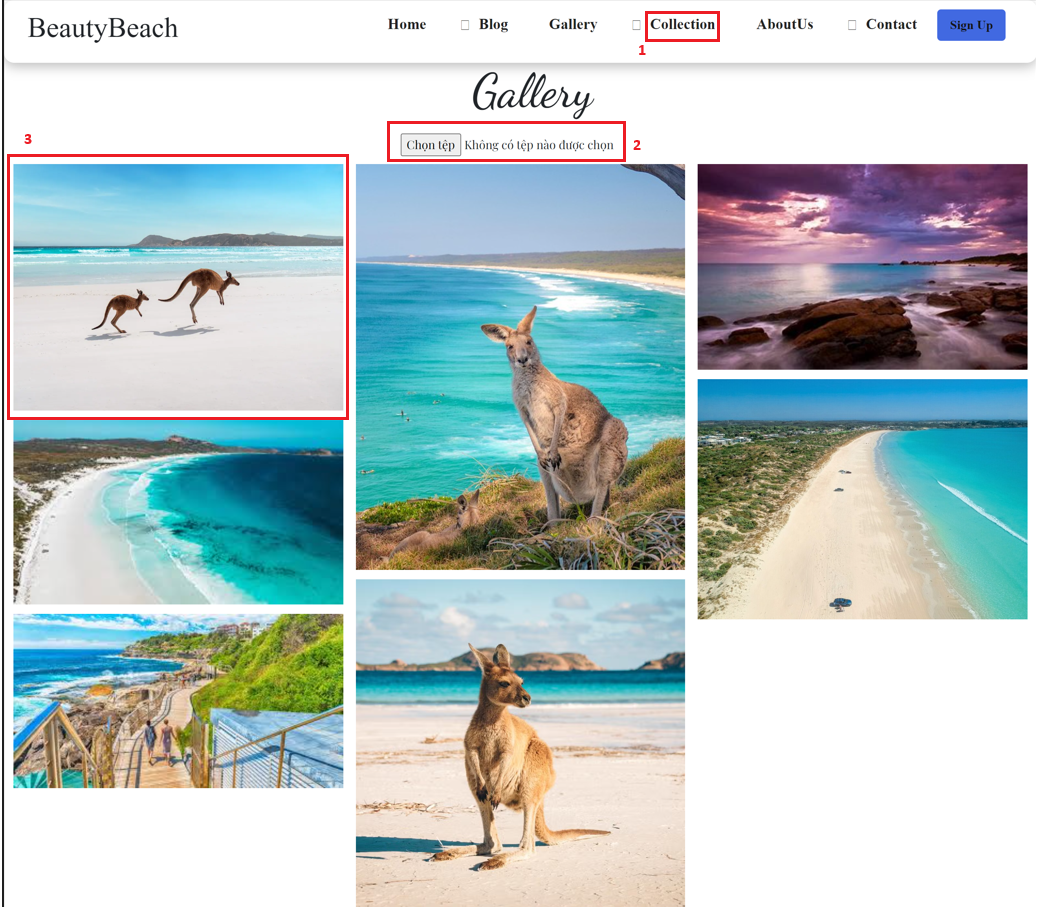 BeautyBeach Home Blog Gallery Collection AboutUs Contact Sign Up
1
Gallery
3
Chọn tệp Không có tệp nào được chọn 2